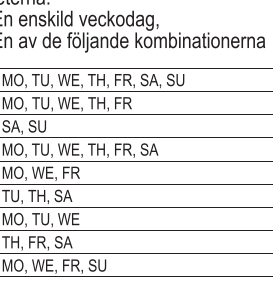 En enskild veckodag,
En av de följande kombinationerna
MO, TU, WE, TH, FR, SA, SU
MO, TU, WE, TH, FR
SA, SU
MO, TU, WE, TH, FR, SA
MO, WE, FR
TU, TH, SA
MO, TU, WE
TH, FR, SA
MO, WE, FR, SU